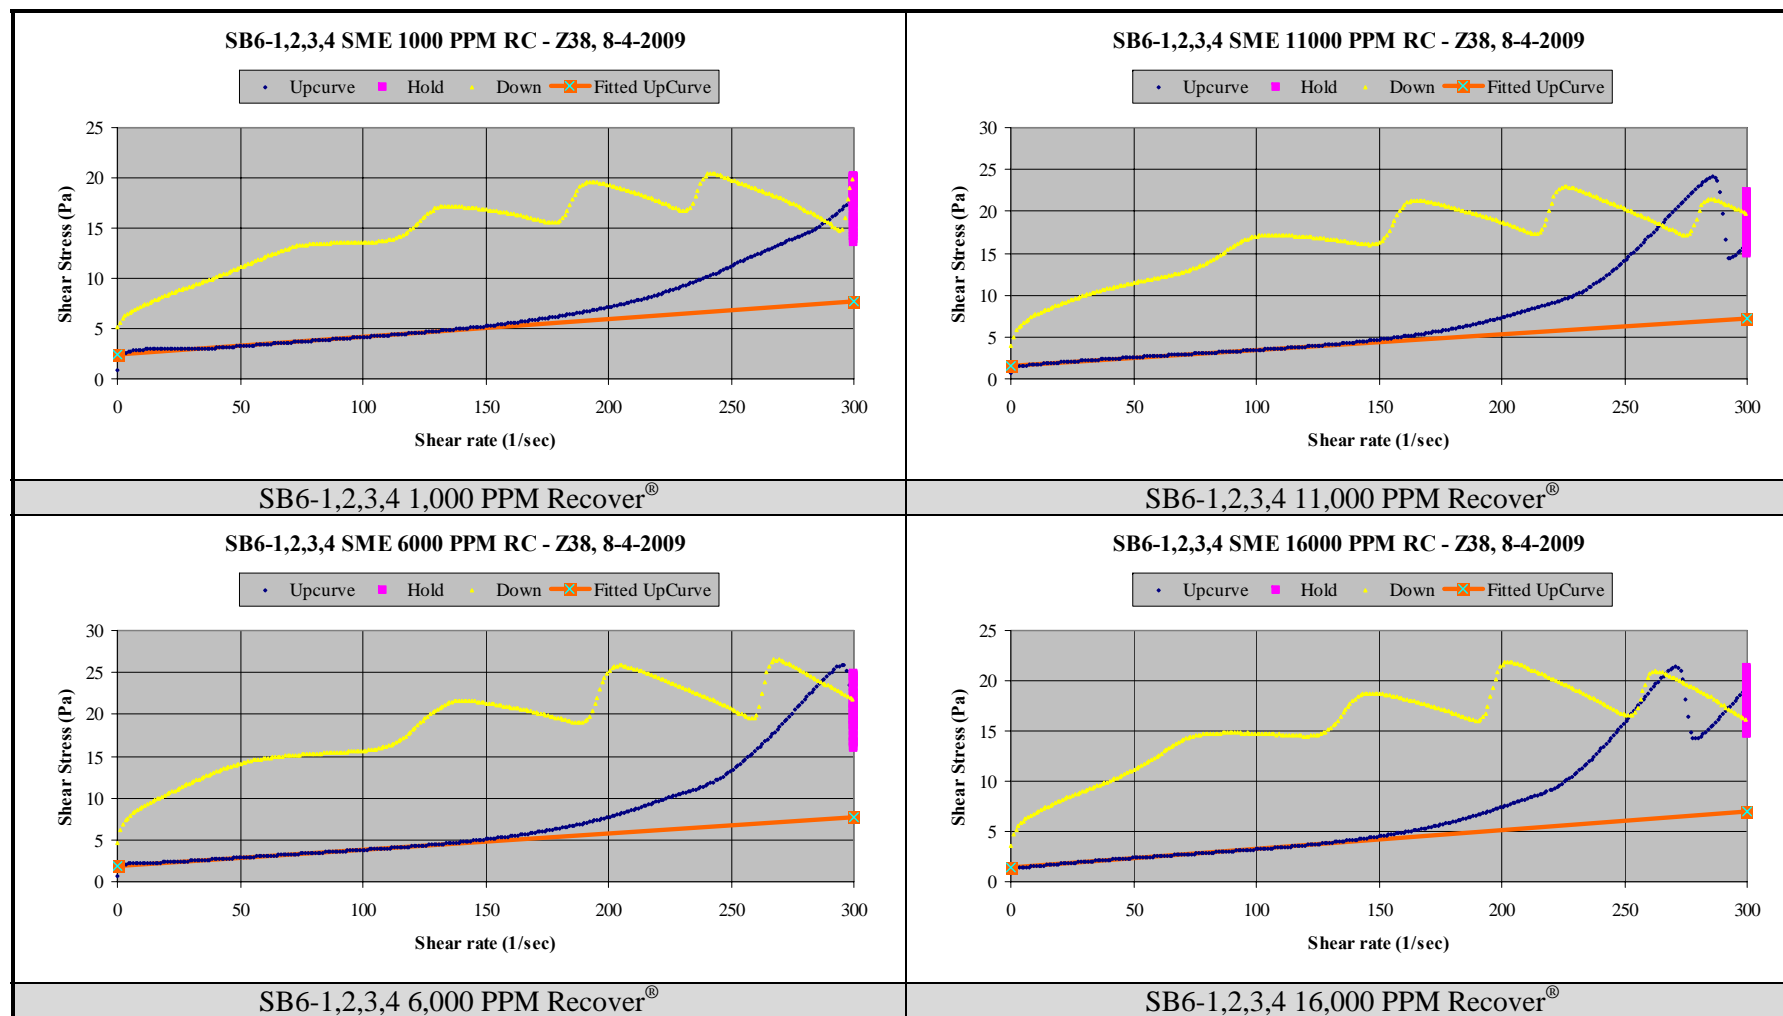 SB6-1,2,3,4 SME 1000 PPM RC - Z38, 8-4-2009
Upcurve Hold Down Fitted UpCurve
25
20
15
10
5
0
Shear Stress (Pa)
0 50 100 150 200 250 300
Shear rate (1/sec)
SB6-1,2,3,4 1,000 PPM Recover®
SB6-1,2,3,4 SME 11000 PPM RC - Z38, 8-4-2009
Upcurve Hold Down Fitted UpCurve
30
25
20
15
10
5
0
Shear Stress (Pa)
0 50 100 150 200 250 300
Shear rate (1/sec)
SB6-1,2,3,4 11,000 PPM Recover®
SB6-1,2,3,4 SME 6000 PPM RC - Z38, 8-4-2009
Upcurve Hold Down Fitted UpCurve
30
25
20
15
10
5
0
Shear Stress (Pa)
0 50 100 150 200 250 300
Shear rate (1/sec)
SB6-1,2,3,4 6,000 PPM Recover®
SB6-1,2,3,4 SME 16000 PPM RC - Z38, 8-4-2009
Upcurve Hold Down Fitted UpCurve
25
20
15
10
5
0
Shear Stress (Pa)
0 50 100 150 200 250 300
Shear rate (1/sec)
SB6-1,2,3,4 16,000 PPM Recover®